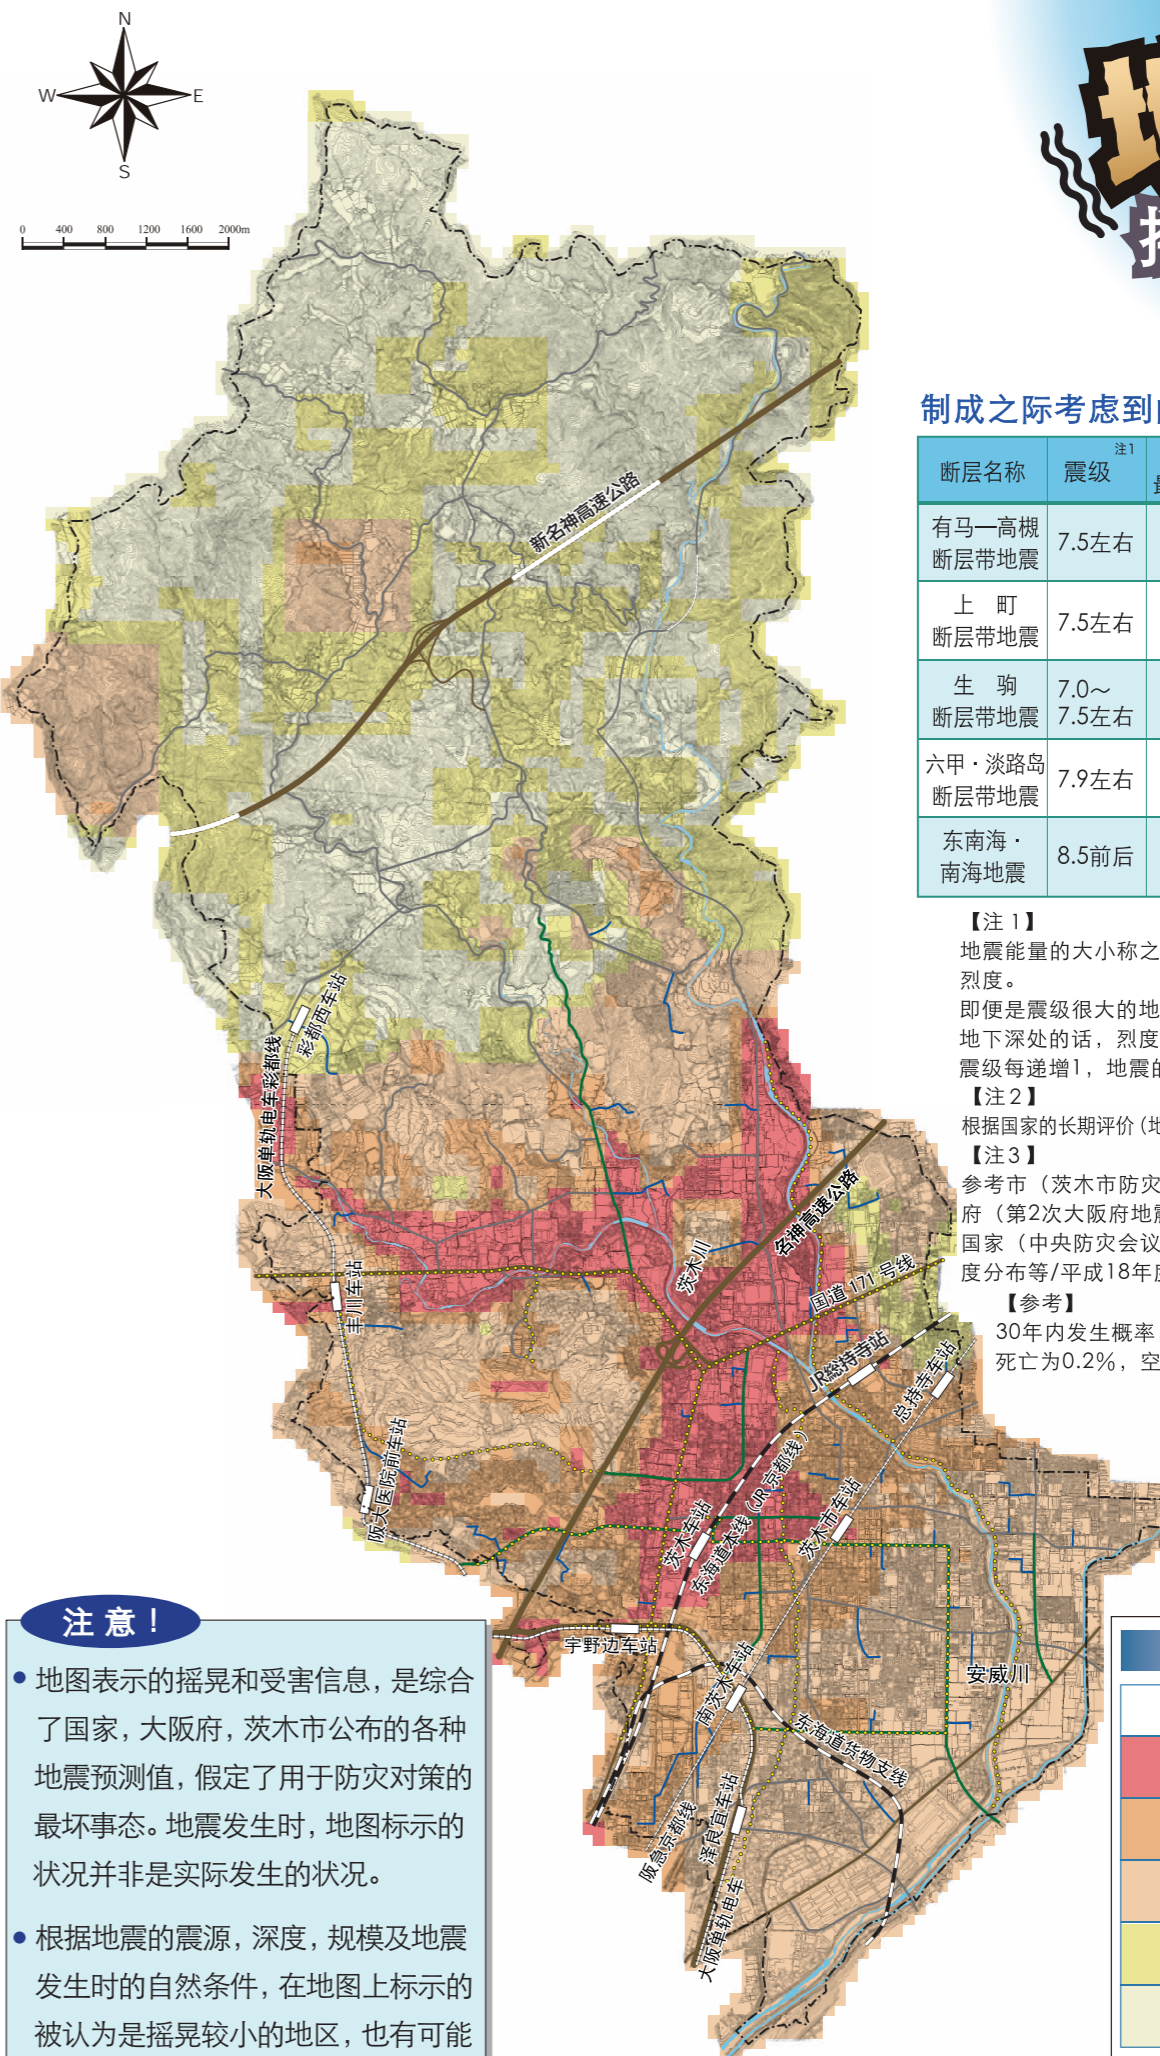 N
W
E
S
0 400 800 1200 1600 2000m
制成之际考虑到
断层名称
震级
注1
有马—高槻
断层带地震
7.5左右
上 町
断层带地震
7.5左右
生 驹
断层带地震
7.0～
7.5左右
六甲・淡路岛
断层带地震
7.9左右
东南海・
南海地震
8.5前后
【注1】
地震能量的大小称之
烈度。
即便是震级很大的地
地下深处的话，烈度
震级每递增1，地震的
【注2】
根据国家的长期评价（地
【注3】
参考市（茨木市防灾
府（第2次大阪府地震
国家（中央防灾会议
度分布等/平成18年度
【参考】
30年内发生概率
死亡为0.2%，空
新名神高速公路
彩都西车站
大阪单轨电车彩都线
丰川车站
阪大医院前车站
茨木川
名神高速公路
国道171号线
JR総持寺站
总持寺车站
茨木车站
东海道本线（JR京都线）
茨木市车站
宇野边车站
南茨木车站
安威川
东海道货物支线
阪急京都线
泽良宜车站
大阪单轨电车
注意！
● 地图表示的摇晃和受害信息，是综合
了国家，大阪府，茨木市公布的各种
地震预测值，假定了用于防灾对策的
最坏事态。地震发生时，地图标示的
状况并非是实际发生的状况。
● 根据地震的震源，深度，规模及地震
发生时的自然条件，在地图上标示的
被认为是摇晃较小的地区，也有可能